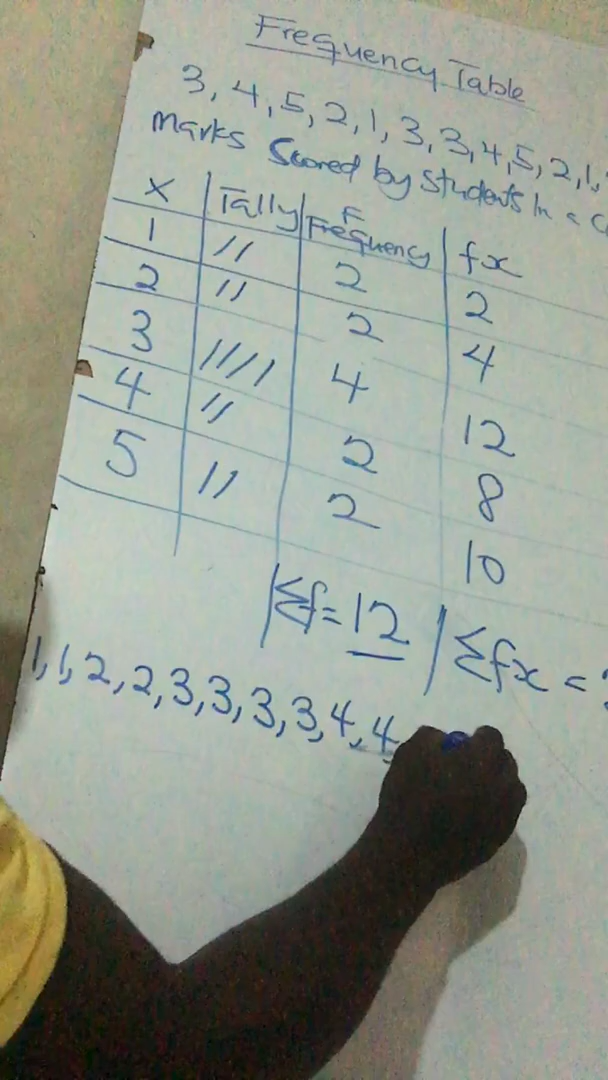 Frequency Table
3, 4, 5, 2, 1, 3, 3, 4, 5, 2, 1,
Marks Scored by Students In a
X Tally F Frequency fx
1 // 2 2
2 // 2 4
3 //// 4 12
4 // 2 8
5 // 2 10
Σf = 12 Σfx =
1, 1, 2, 2, 3, 3, 3, 3, 4, 4,